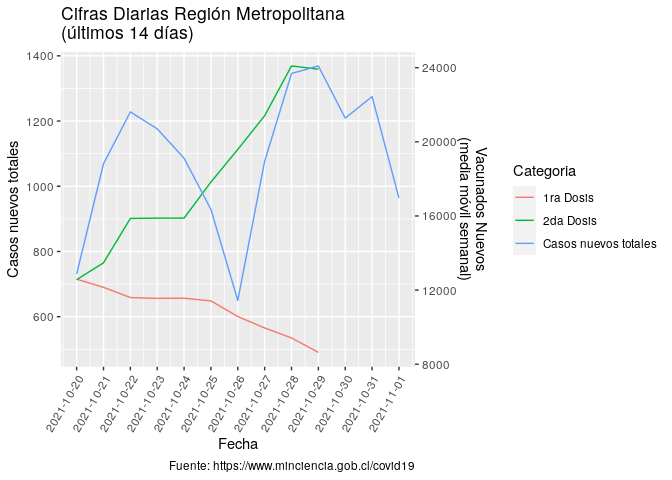 Cifras Diarias Región Metropolitana
(últimos 14 días)
1400
1200
1000
800
600
Casos nuevos totales
24000
20000
16000
12000
8000
Vacunados Nuevos
(media móvil semanal)
2021-10-20
2021-10-21
2021-10-22
2021-10-23
2021-10-24
2021-10-25
2021-10-26
2021-10-27
2021-10-28
2021-10-29
2021-10-30
2021-10-31
2021-11-01
Fecha
Categoria
1ra Dosis
2da Dosis
Casos nuevos totales
Fuente: https://www.minciencia.gob.cl/covid19